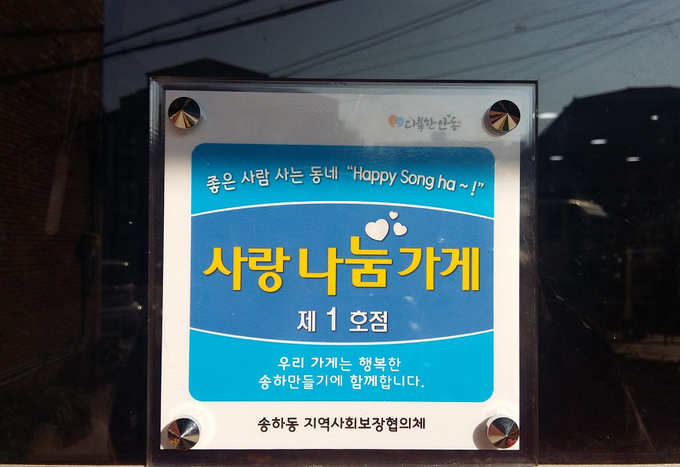 더불한안동
좋은 사람 사는 동네 “Happy Song ha ~ !”
사랑 나눔 가게
제 1 호점
우리 가게는 행복한
송하만들기에 함께합니다.
송하동 지역사회보장협의체